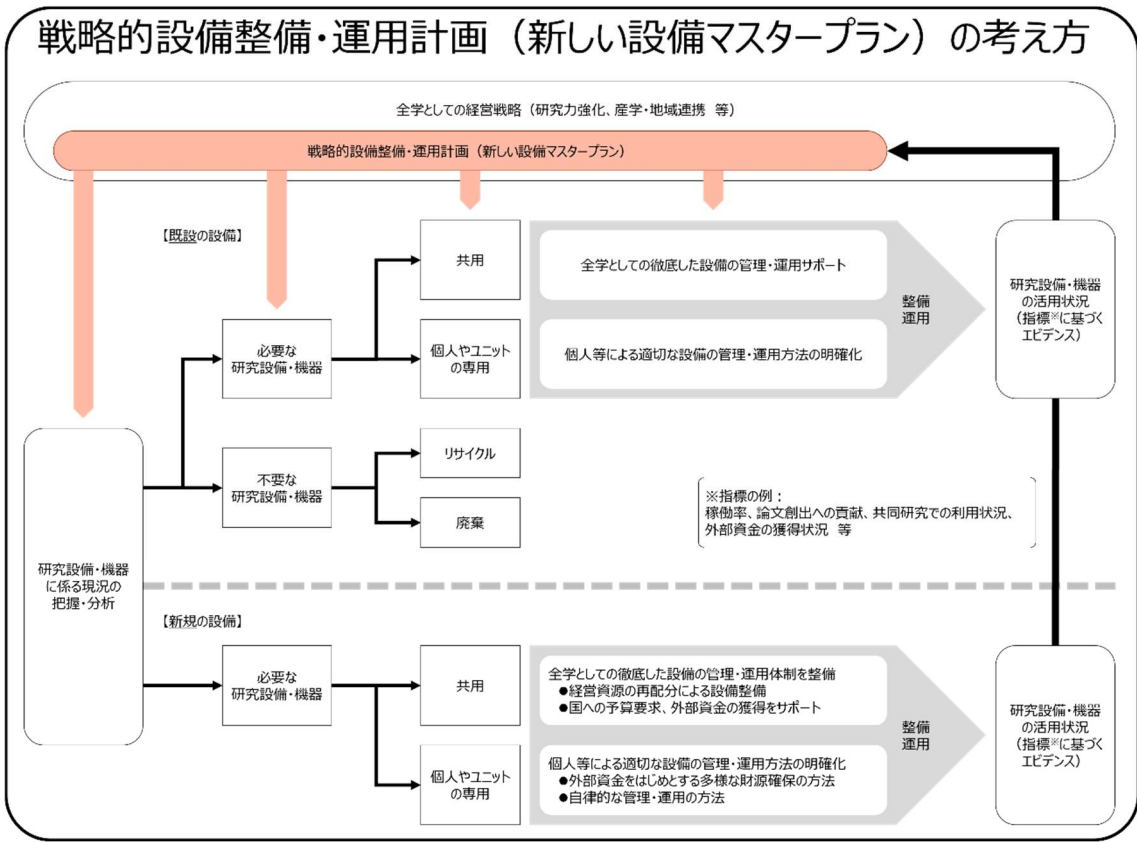 戦略的設備整備・運用計画（新しい設備マスタープラン）の考え方
全学としての経営戦略（研究力強化、産学・地域連携 等）
戦略的設備整備・運用計画（新しい設備マスタープラン）
【既設の設備】
共用
全学としての徹底した設備の管理・運用サポート
個人やユニット
の専用
個人等による適切な設備の管理・運用方法の明確化
整備
運用
研究設備・機器
の活用状況
（指標※に基づく
エビデンス）
必要な
研究設備・機器
不要な
研究設備・機器
リサイクル
廃棄
※指標の例：
稼働率、論文創出への貢献、共同研究での利用状況、
外部資金の獲得状況 等
研究設備・機器
に係る現況の
把握・分析
【新規の設備】
必要な
研究設備・機器
共用
全学としての徹底した設備の管理・運用体制を整備
●経営資源の再配分による設備整備
●国への予算要求、外部資金の獲得をサポート
個人やユニット
の専用
個人等による適切な設備の管理・運用方法の明確化
●外部資金をはじめとする多様な財源確保の方法
●自律的な管理・運用の方法
整備
運用
研究設備・機器
の活用状況
（指標※に基づく
エビデンス）